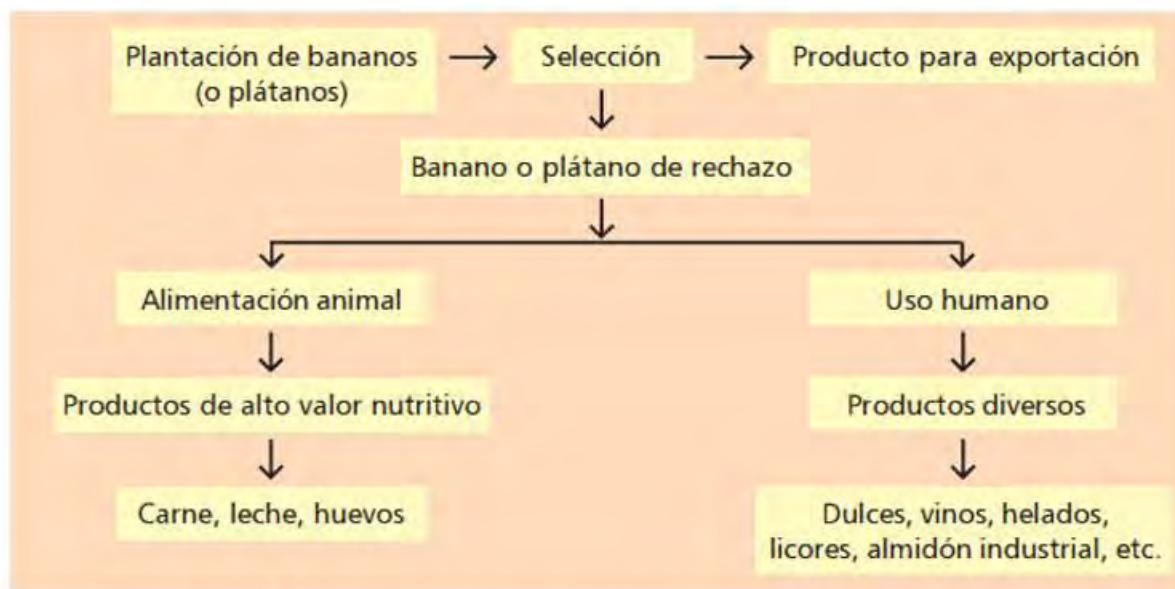 Plantación de bananos
(o plátanos)
Selección
Producto para exportación
Banano o plátano de rechazo
Alimentación animal
Uso humano
Productos de alto valor nutritivo
Productos diversos
Carne, leche, huevos
Dulces, vinos, helados,
licores, almidón industrial, etc.